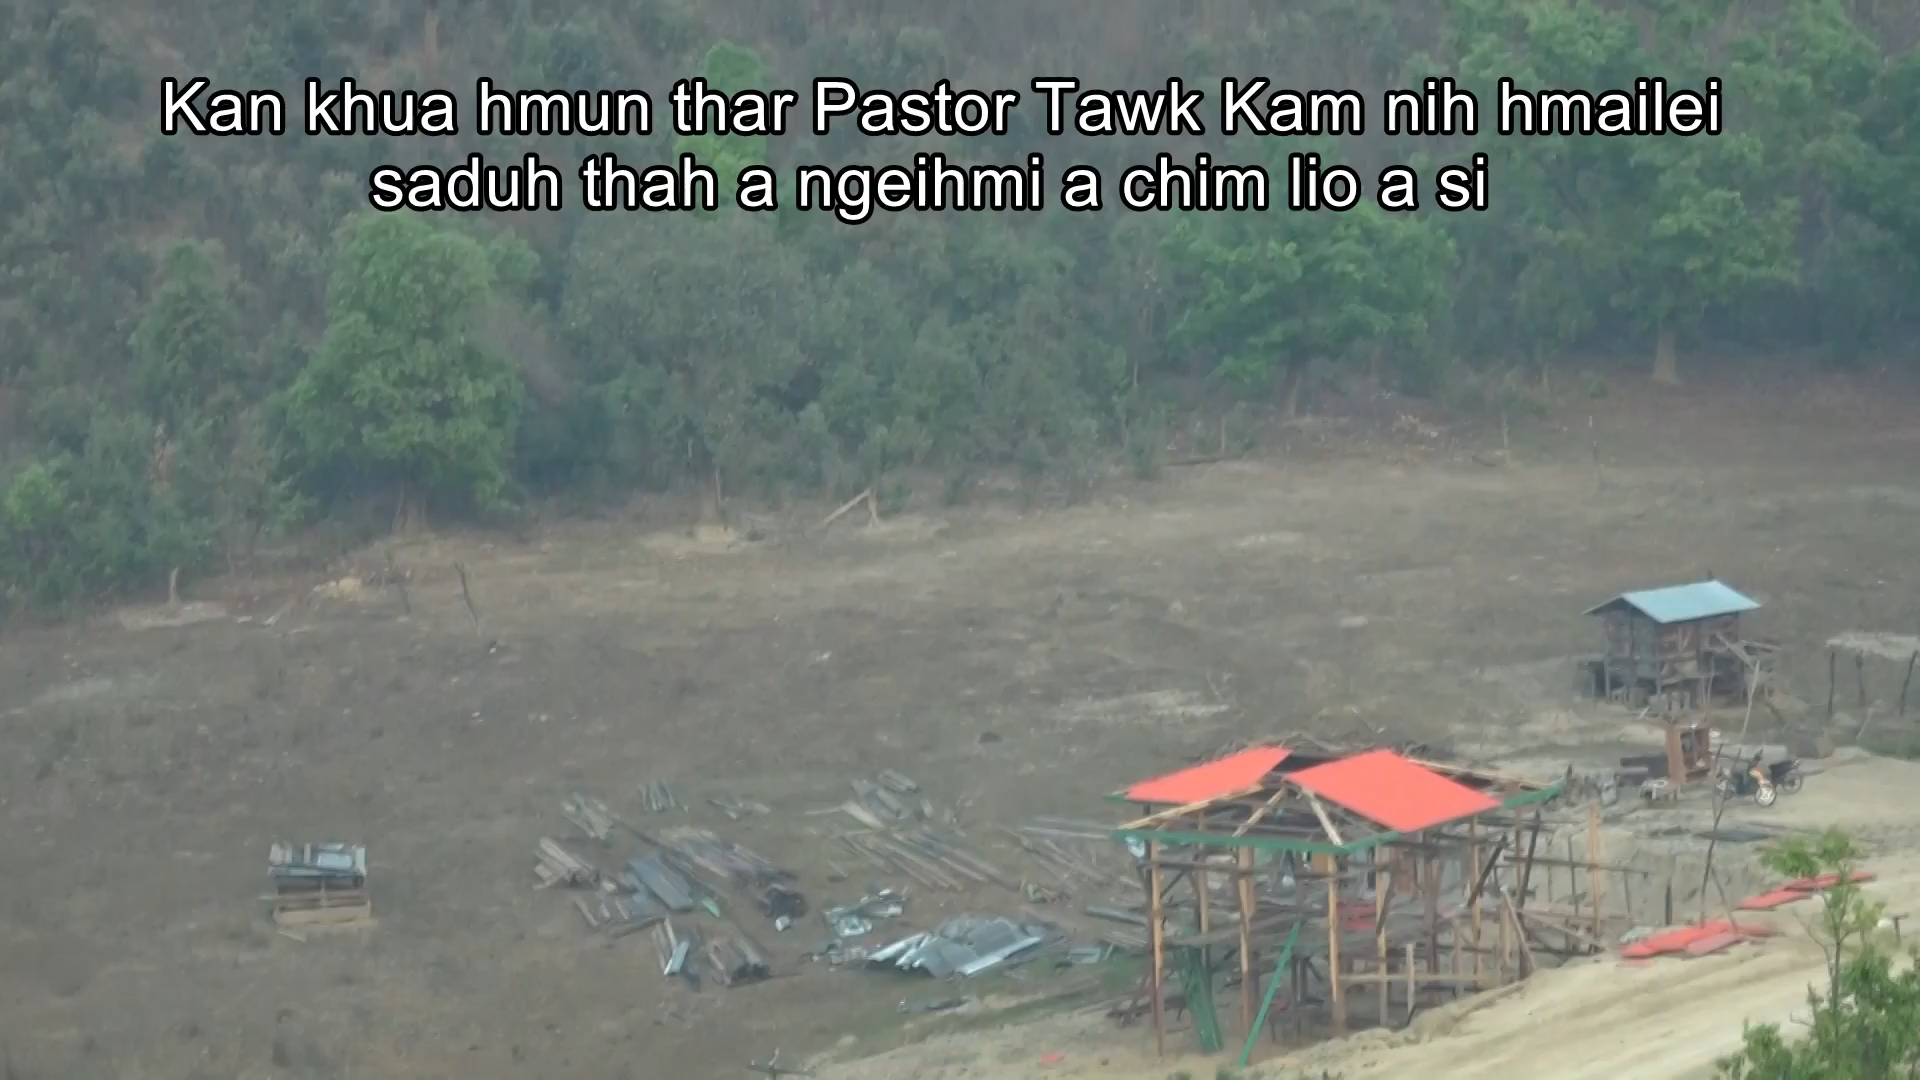 Kan khua hmun thar Pastor Tawk Kam nih hmailei
saduh thah a ngeihmi a chim lio a si